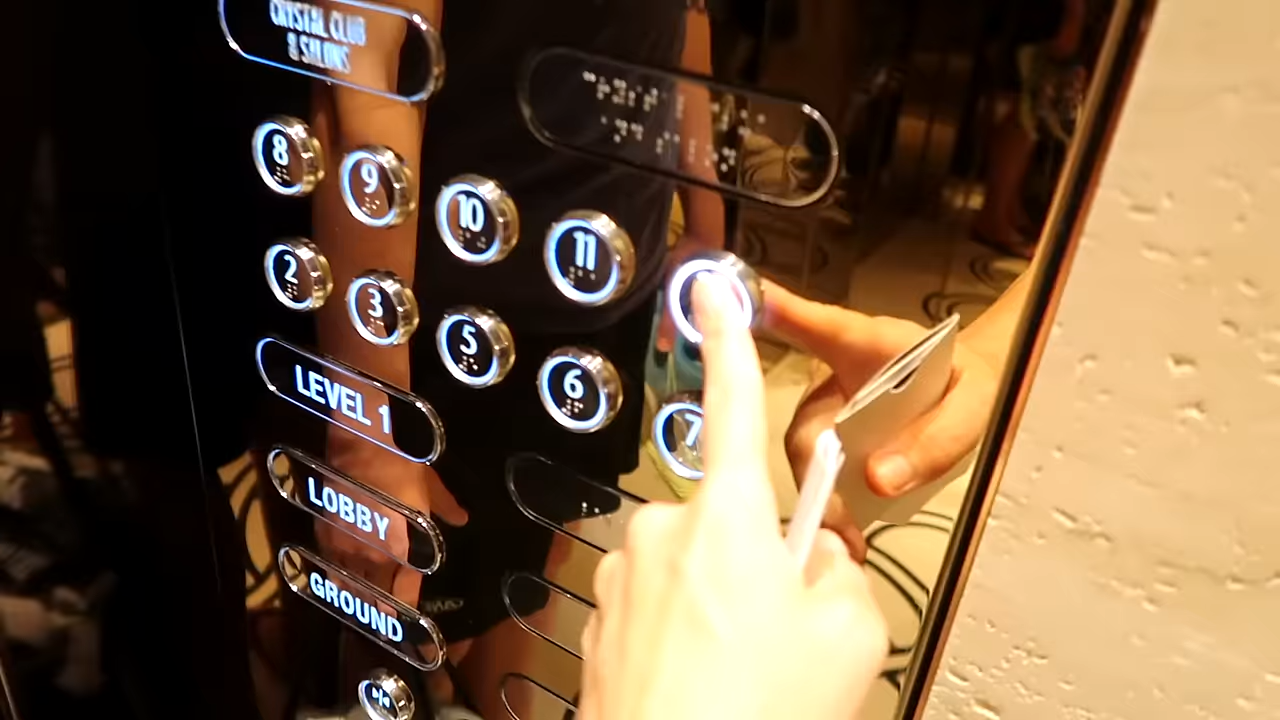 CRYSTAL CLUB
& SALONS
8 9 10 11
2 3 5 6 7
LEVEL 1
LOBBY
GROUND